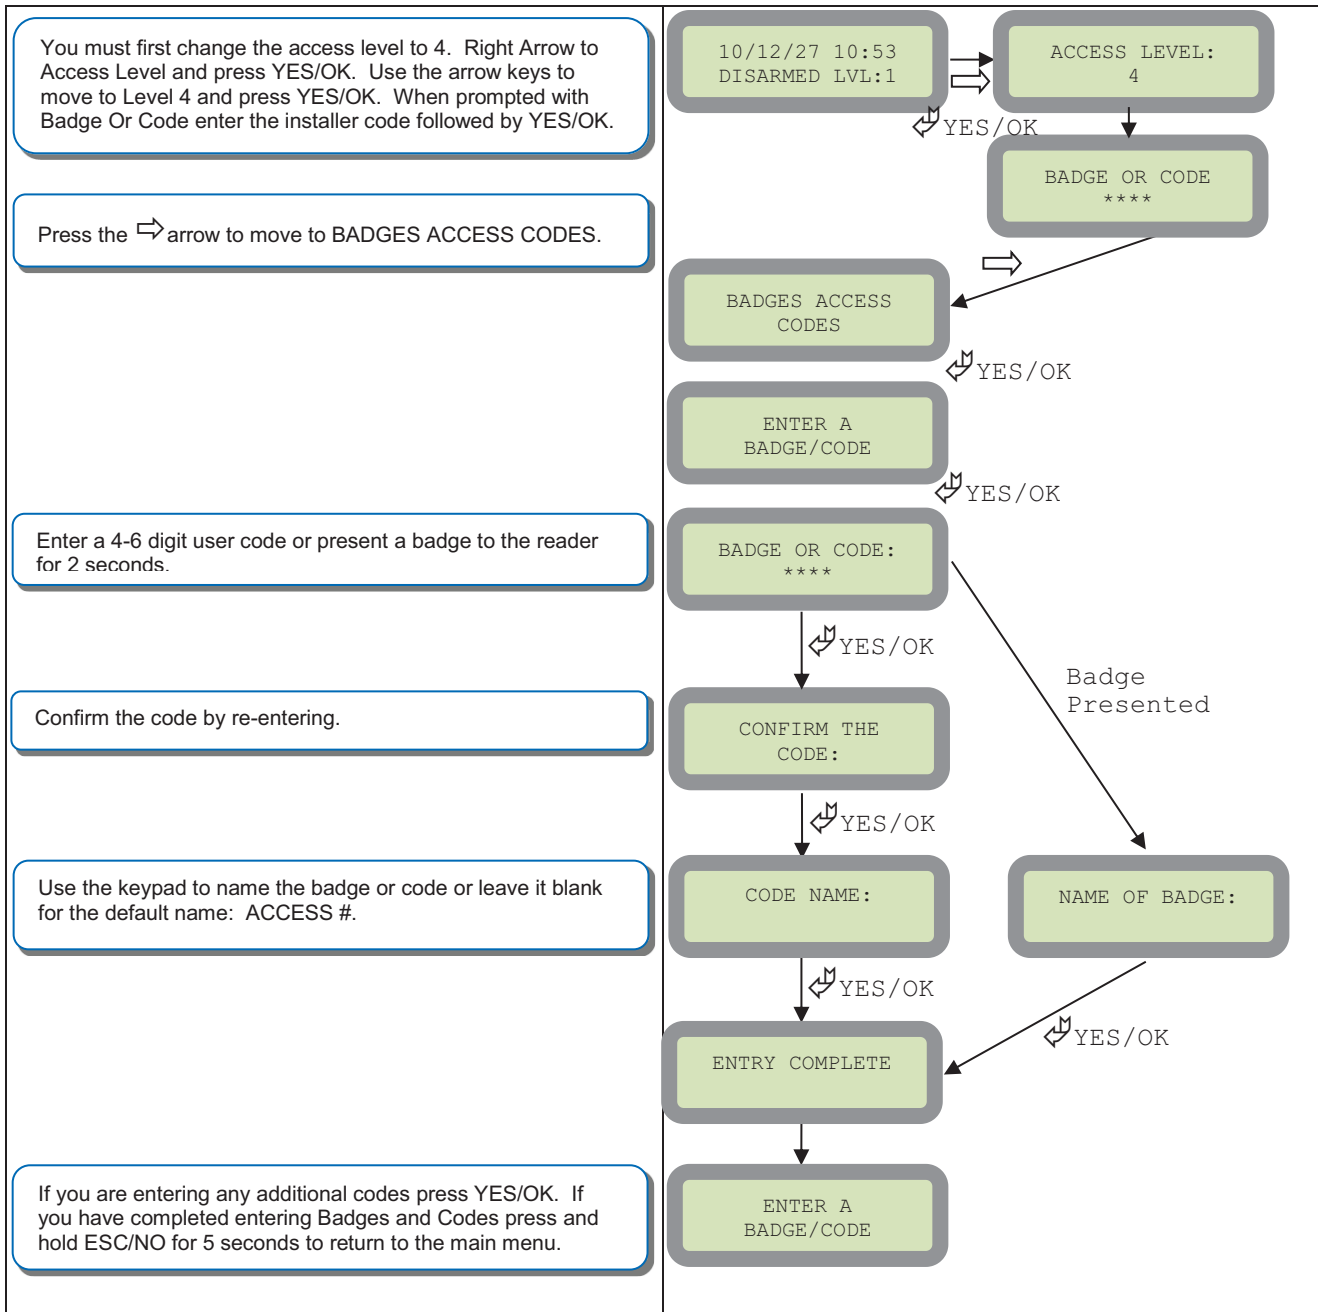 You must first change the access level to 4. Right Arrow to
Access Level and press YES/OK. Use the arrow keys to
move to Level 4 and press YES/OK. When prompted with
Badge Or Code enter the installer code followed by YES/OK.
10/12/27 10:53
DISARMED LVL:1
ACCESS LEVEL:
4
YES/OK
BADGE OR CODE
****
Press the ⇨ arrow to move to BADGES ACCESS CODES.
BADGES ACCESS
CODES
YES/OK
ENTER A
BADGE/CODE
YES/OK
Enter a 4-6 digit user code or present a badge to the reader
for 2 seconds.
BADGE OR CODE:
****
YES/OK
Badge
Presented
Confirm the code by re-entering.
CONFIRM THE
CODE:
YES/OK
Use the keypad to name the badge or code or leave it blank
for the default name: ACCESS #.
CODE NAME:
NAME OF BADGE:
YES/OK
YES/OK
ENTRY COMPLETE
If you are entering any additional codes press YES/OK. If
you have completed entering Badges and Codes press and
hold ESC/NO for 5 seconds to return to the main menu.
ENTER A
BADGE/CODE